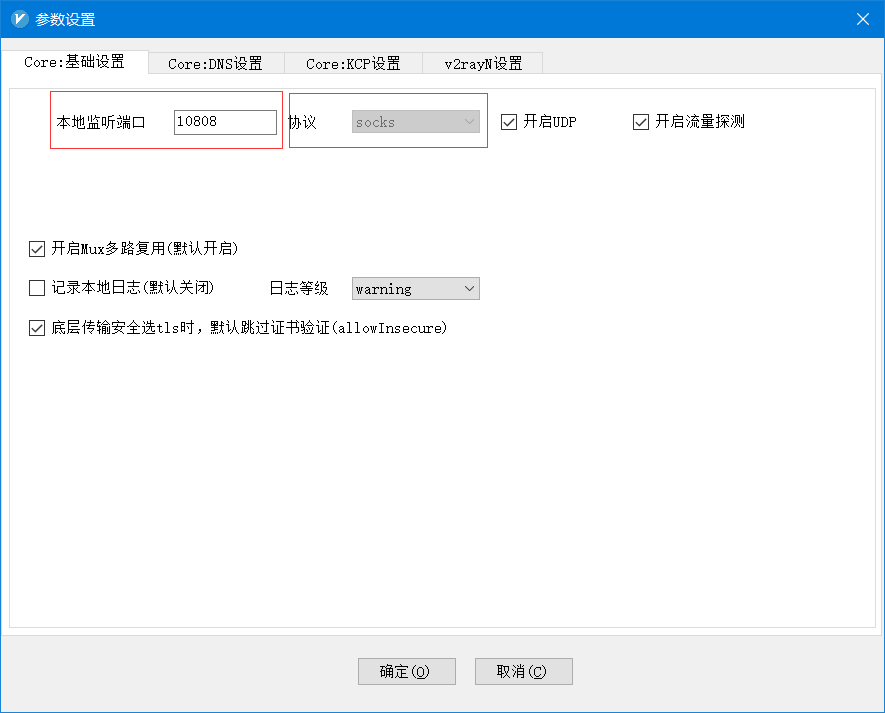 参数设置
Core:基础设置 Core:DNS设置 Core:KCP设置 v2rayN设置
本地监听端口 10808 协议 socks 开启UDP 开启流量探测
开启Mux多路复用(默认开启)
记录本地日志(默认关闭) 日志等级 warning
底层传输安全选tls时，默认跳过证书验证(allowInsecure)
确定(O) 取消(C)